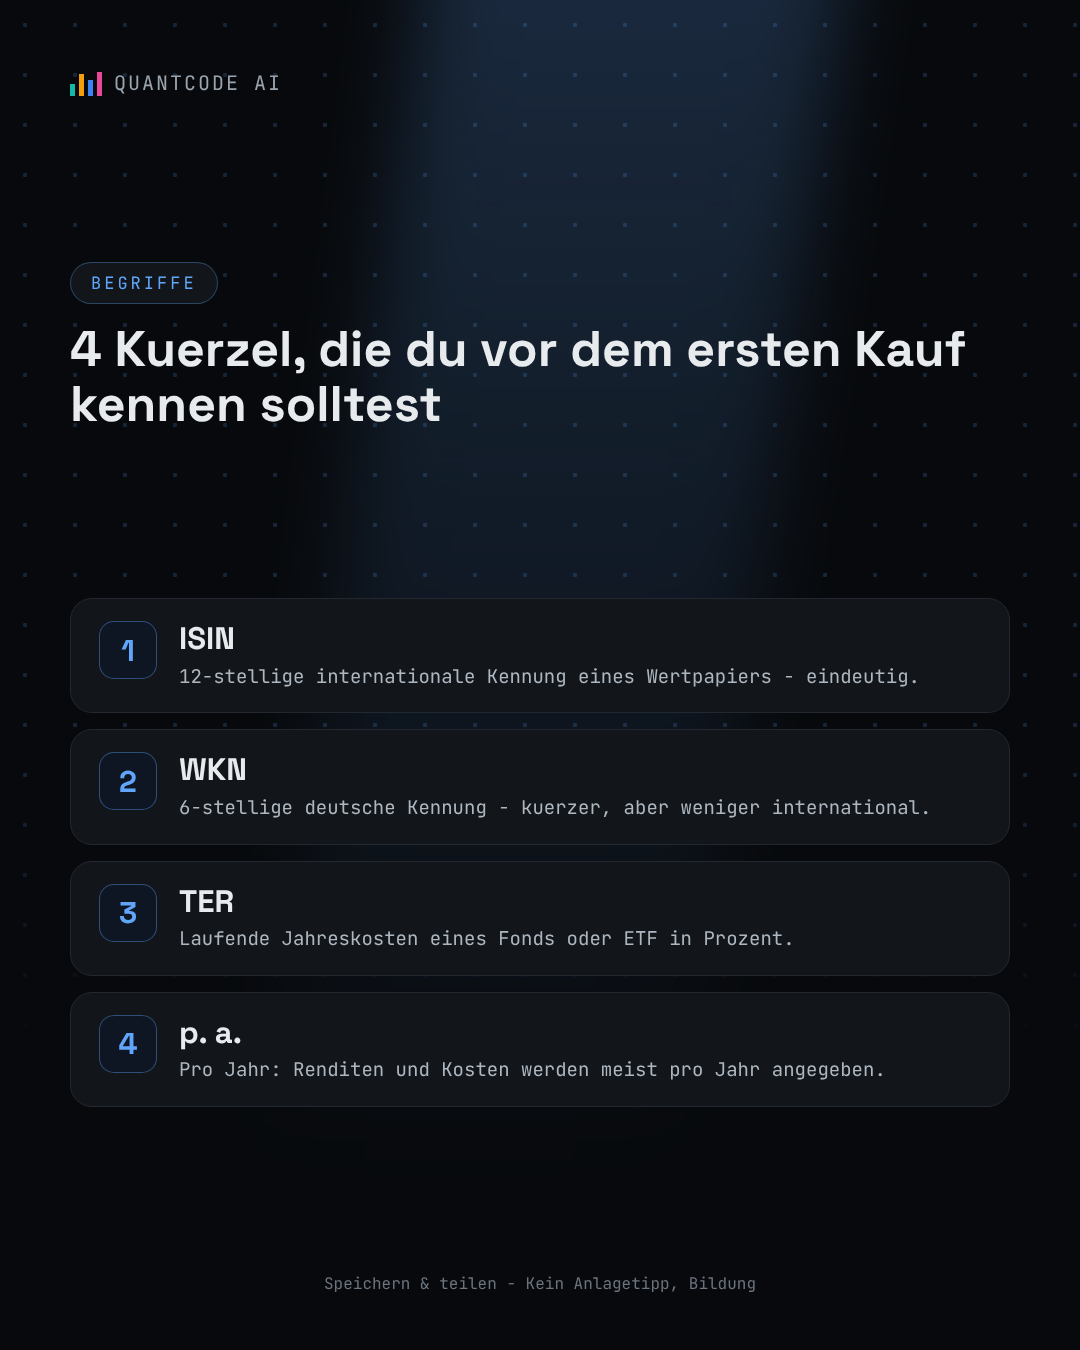 QUANTCODE AI
BEGRIFFE
4 Kuerzel, die du vor dem ersten Kauf
kennen solltest
1
ISIN
12-stellige internationale Kennung eines Wertpapiers - eindeutig.
2
WKN
6-stellige deutsche Kennung - kuerzer, aber weniger international.
3
TER
Laufende Jahreskosten eines Fonds oder ETF in Prozent.
4
p. a.
Pro Jahr: Renditen und Kosten werden meist pro Jahr angegeben.
Speichern & teilen - Kein Anlagetipp, Bildung